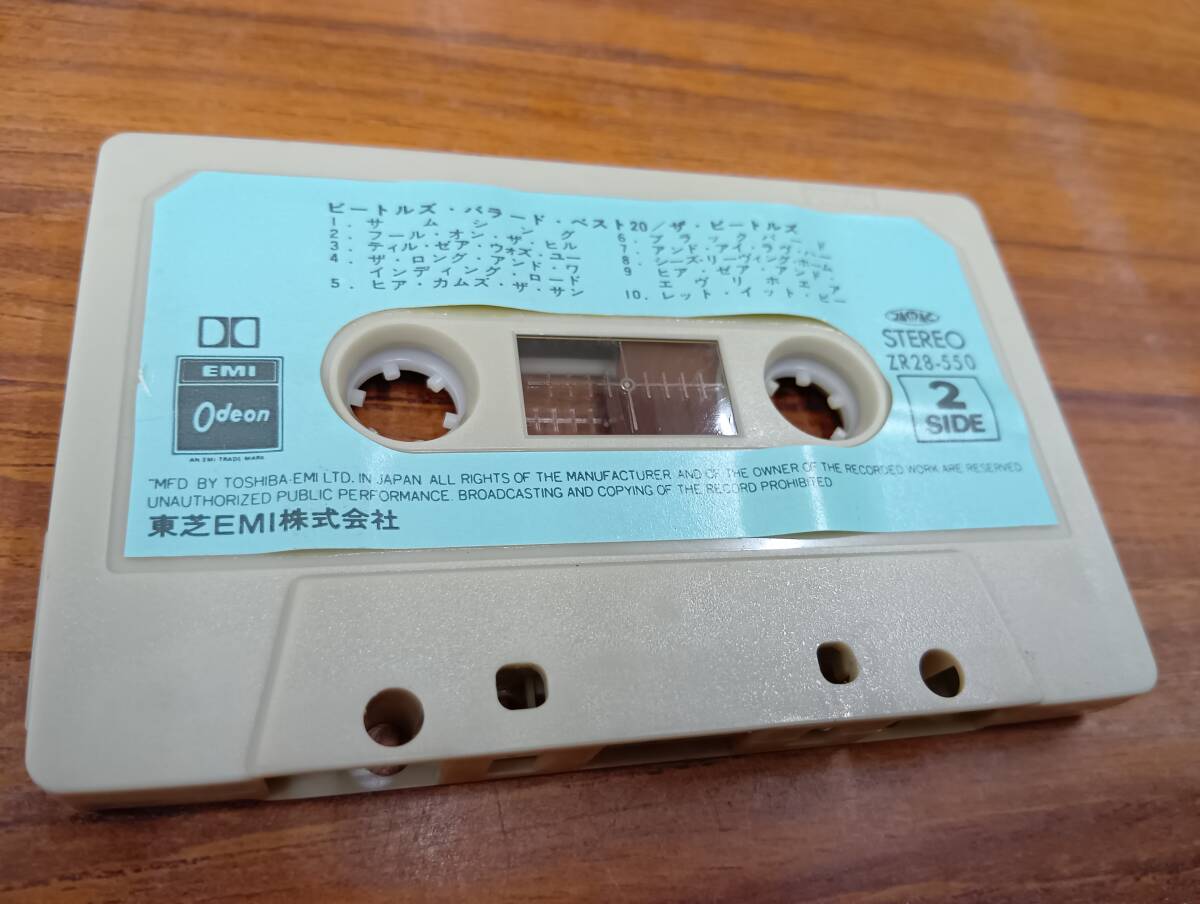 ビートルズ・バラード・ベスト20/ザ・ビートルズ
1. サムシング
2. フール・オン・ザ・ヒル
3. ティル・ゼア・ウォズ・ユー
4. ザ・ロング・アンド・ワ
インディング・ロード
5. ヒア・カムズ・ザ・サン
6. ブラックバード
7. アンド・アイ・ラヴ・ハー
8. シーズ・リーヴィング・ホーム
9. ヒア・ゼア・アンド・
エヴリホェア
10. レット・イット・ビー
EMI
Odeon
AN EMI TRADE MARK
STEREO
ZR28-550
2
SIDE
MFD BY TOSHIBA-EMI LTD. IN JAPAN ALL RIGHTS OF THE MANUFACTURER AND OF THE OWNER OF THE RECORDED WORK ARE RESERVED
UNAUTHORIZED PUBLIC PERFORMANCE. BROADCASTING AND COPYING OF THE RECORD PROHIBITED
東芝EMI株式会社